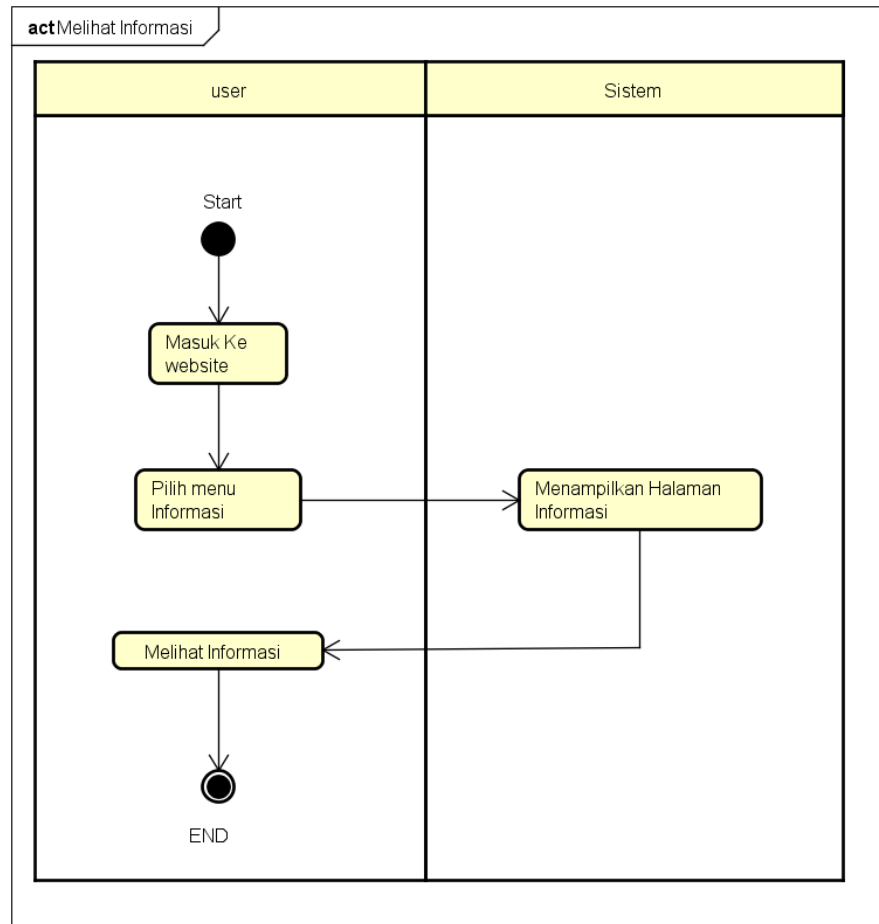 act Melihat Informasi
user
Sistem
Start
Masuk Ke
website
Pilih menu
Informasi
Menampilkan Halaman
Informasi
Melihat Informasi
END